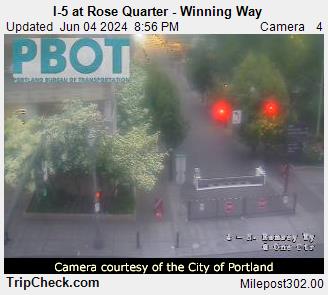 I-5 at Rose Quarter - Winning Way
Updated Jun 04 2024 8:56 PM Camera 4
PBOT
PORTLAND BUREAU OF TRANSPORTATION
Camera courtesy of the City of Portland
TripCheck.com Milepost302.00